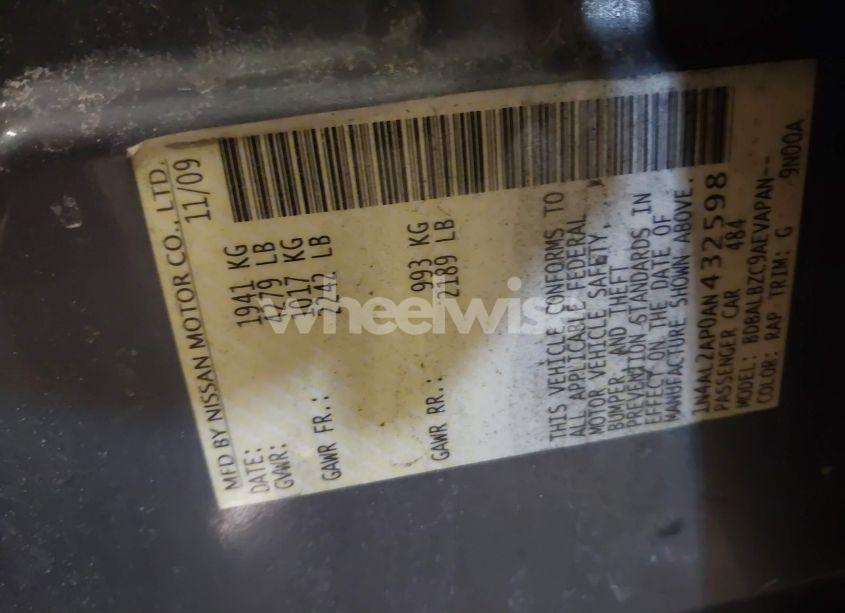 MFD BY NISSAN MOTOR CO., LTD.
DATE: 11/09
GVWR: 1941 KG
4279 LB
GAWR FR.: 1017 KG
2242 LB
GAWR RR.: 993 KG
2189 LB
THIS VEHICLE CONFORMS TO
ALL APPLICABLE FEDERAL
MOTOR VEHICLE SAFETY,
BUMPER, AND THEFT
PREVENTION STANDARDS IN
EFFECT ON THE DATE OF
MANUFACTURE SHOWN ABOVE.
1N4AL2AP0AN432598
PASSENGER CAR 484
MODEL: BDBALBZC9AEVAPAN--
COLOR: RAP TRIM: G 9N00A
wheelwise